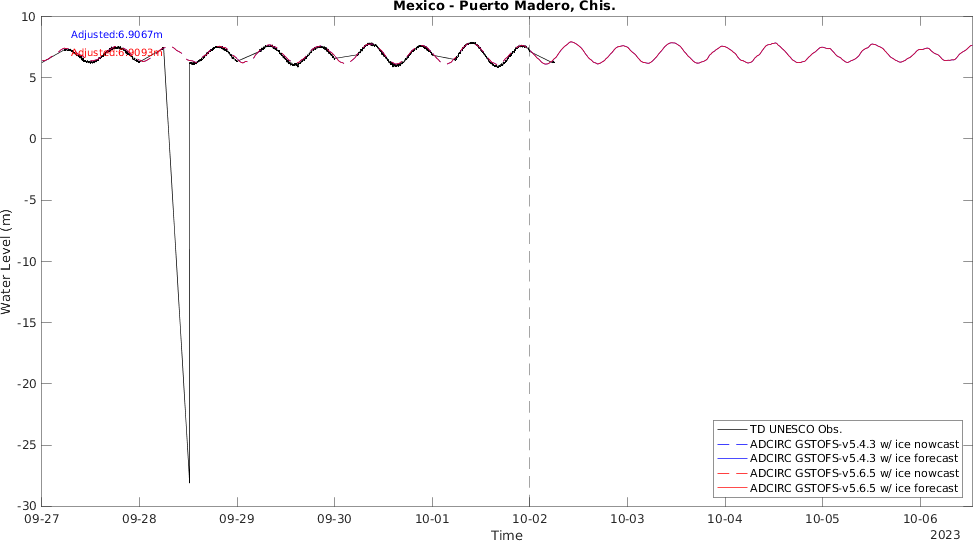 Mexico - Puerto Madero, Chis.
Adjusted:6.9067m
Adjusted:6.9093m
10
5
0
-5
-10
-15
-20
-25
-30
Water Level (m)
TD UNESCO Obs.
ADCIRC GSTOFS-v5.4.3 w/ ice nowcast
ADCIRC GSTOFS-v5.4.3 w/ ice forecast
ADCIRC GSTOFS-v5.6.5 w/ ice nowcast
ADCIRC GSTOFS-v5.6.5 w/ ice forecast
09-27 09-28 09-29 09-30 10-01 10-02 10-03 10-04 10-05 10-06
Time
2023